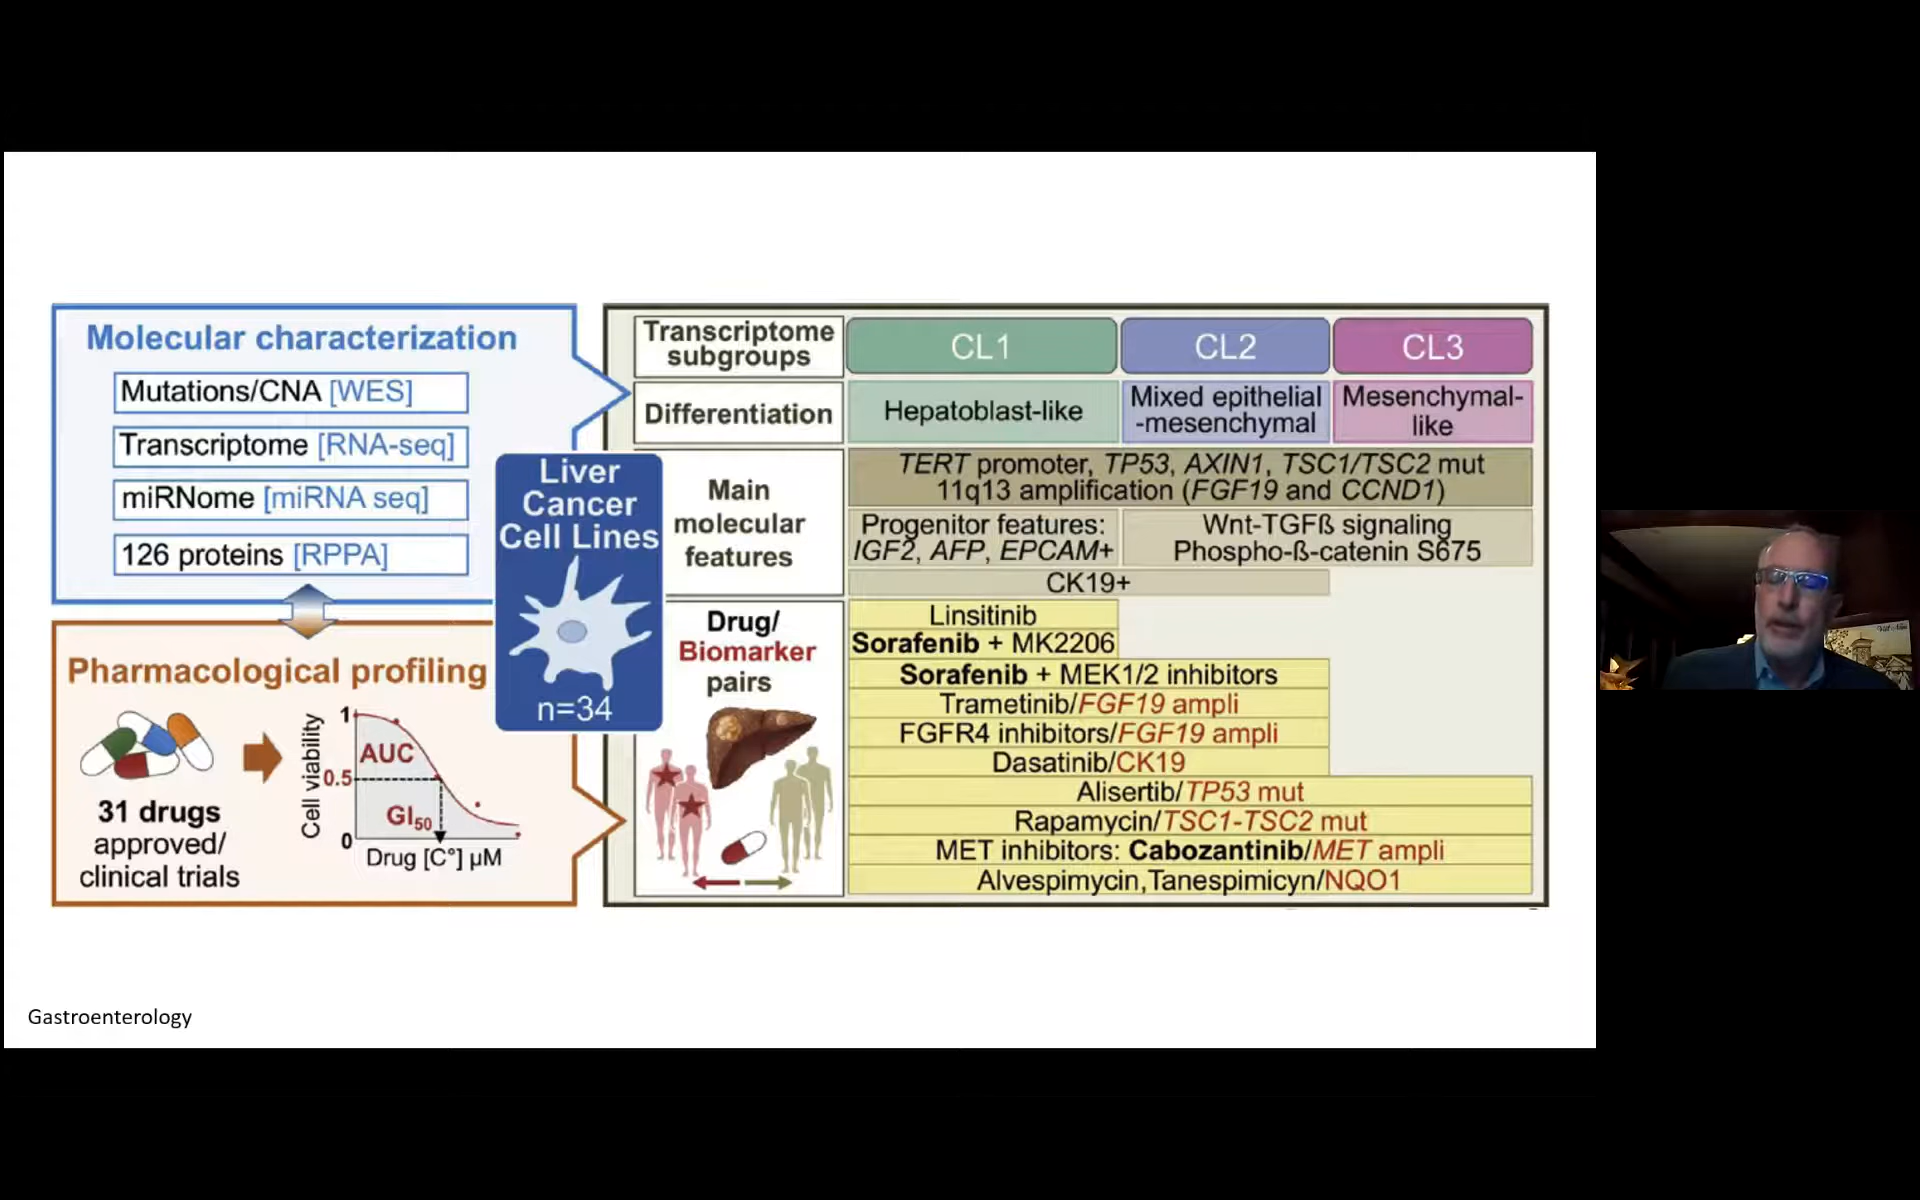 Molecular characterization
Mutations/CNA [WES]
Transcriptome [RNA-seq]
miRNome [miRNA seq]
126 proteins [RPPA]
Pharmacological profiling
31 drugs
approved/
clinical trials
Cell viability
1
0.5
0
AUC
GI50
Drug [C°] µM
Liver
Cancer
Cell Lines
n=34
Transcriptome
subgroups
CL1
CL2
CL3
Differentiation
Hepatoblast-like
Mixed epithelial
-mesenchymal
Mesenchymal-
like
Main
molecular
features
TERT promoter, TP53, AXIN1, TSC1/TSC2 mut
11q13 amplification (FGF19 and CCND1)
Progenitor features:
IGF2, AFP, EPCAM+
Wnt-TGFß signaling
Phospho-ß-catenin S675
CK19+
Drug/
Biomarker
pairs
Linsitinib
Sorafenib + MK2206
Sorafenib + MEK1/2 inhibitors
Trametinib/FGF19 ampli
FGFR4 inhibitors/FGF19 ampli
Dasatinib/CK19
Alisertib/TP53 mut
Rapamycin/TSC1-TSC2 mut
MET inhibitors: Cabozantinib/MET ampli
Alvespimycin,Tanespimicyn/NQO1
Gastroenterology